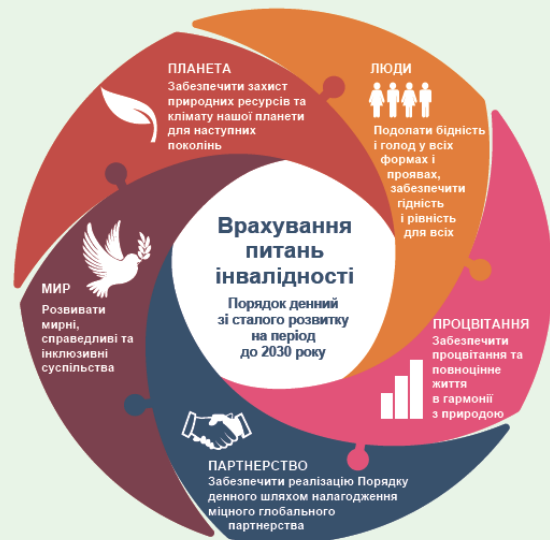 ПЛАНЕТА
Забезпечити захист
природних ресурсів та
клімату нашої планети
для наступних
поколінь
ЛЮДИ
Подолати бідність
і голод у всіх
формах і
проявах,
забезпечити
гідність
і рівність
для всіх
Врахування
питань
інвалідності
Порядок денний
зі сталого розвитку
на період
до 2030 року
МИР
Розвивати
мирні,
справедливі та
інклюзивні
суспільства
ПРОЦВІТАННЯ
Забезпечити
процвітання та
повноцінне
життя
в гармонії
з природою
ПАРТНЕРСТВО
Забезпечити реалізацію Порядку
денного шляхом налагодження
міцного глобального
партнерства